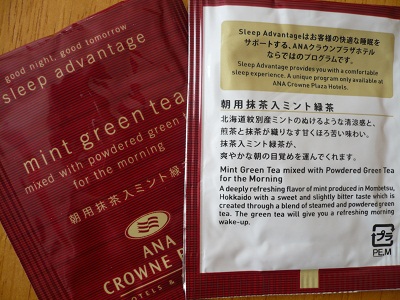 good night, good tomorrow
sleep advantage
mint green tea
mixed with powdered green
for the morning
朝用抹茶入ミント緑茶
ANA
CROWNE
HOTELS &
Sleep Advantageはお客様の快適な睡眠を
サポートする、ANAクラウンプラザホテル
ならではのプログラムです。
Sleep Advantage provides you with a comfortable
sleep experience. A unique program only available at
ANA Crowne Plaza Hotels.
朝用抹茶入ミント緑茶
北海道紋別産ミントのぬけるような清涼感と、
煎茶と抹茶が織りなす甘くほろ苦い味わい。
抹茶入ミント緑茶が、
爽やかな朝の目覚めを運んでくれます。
Mint Green Tea mixed with Powdered Green Tea
for the Morning
A deeply refreshing flavor of mint produced in Mombetsu,
Hokkaido with a sweet and slightly bitter taste which is
created through a blend of steamed and powdered green
tea. The green tea will give you a refreshing morning
wake-up.
プラ
PE,M